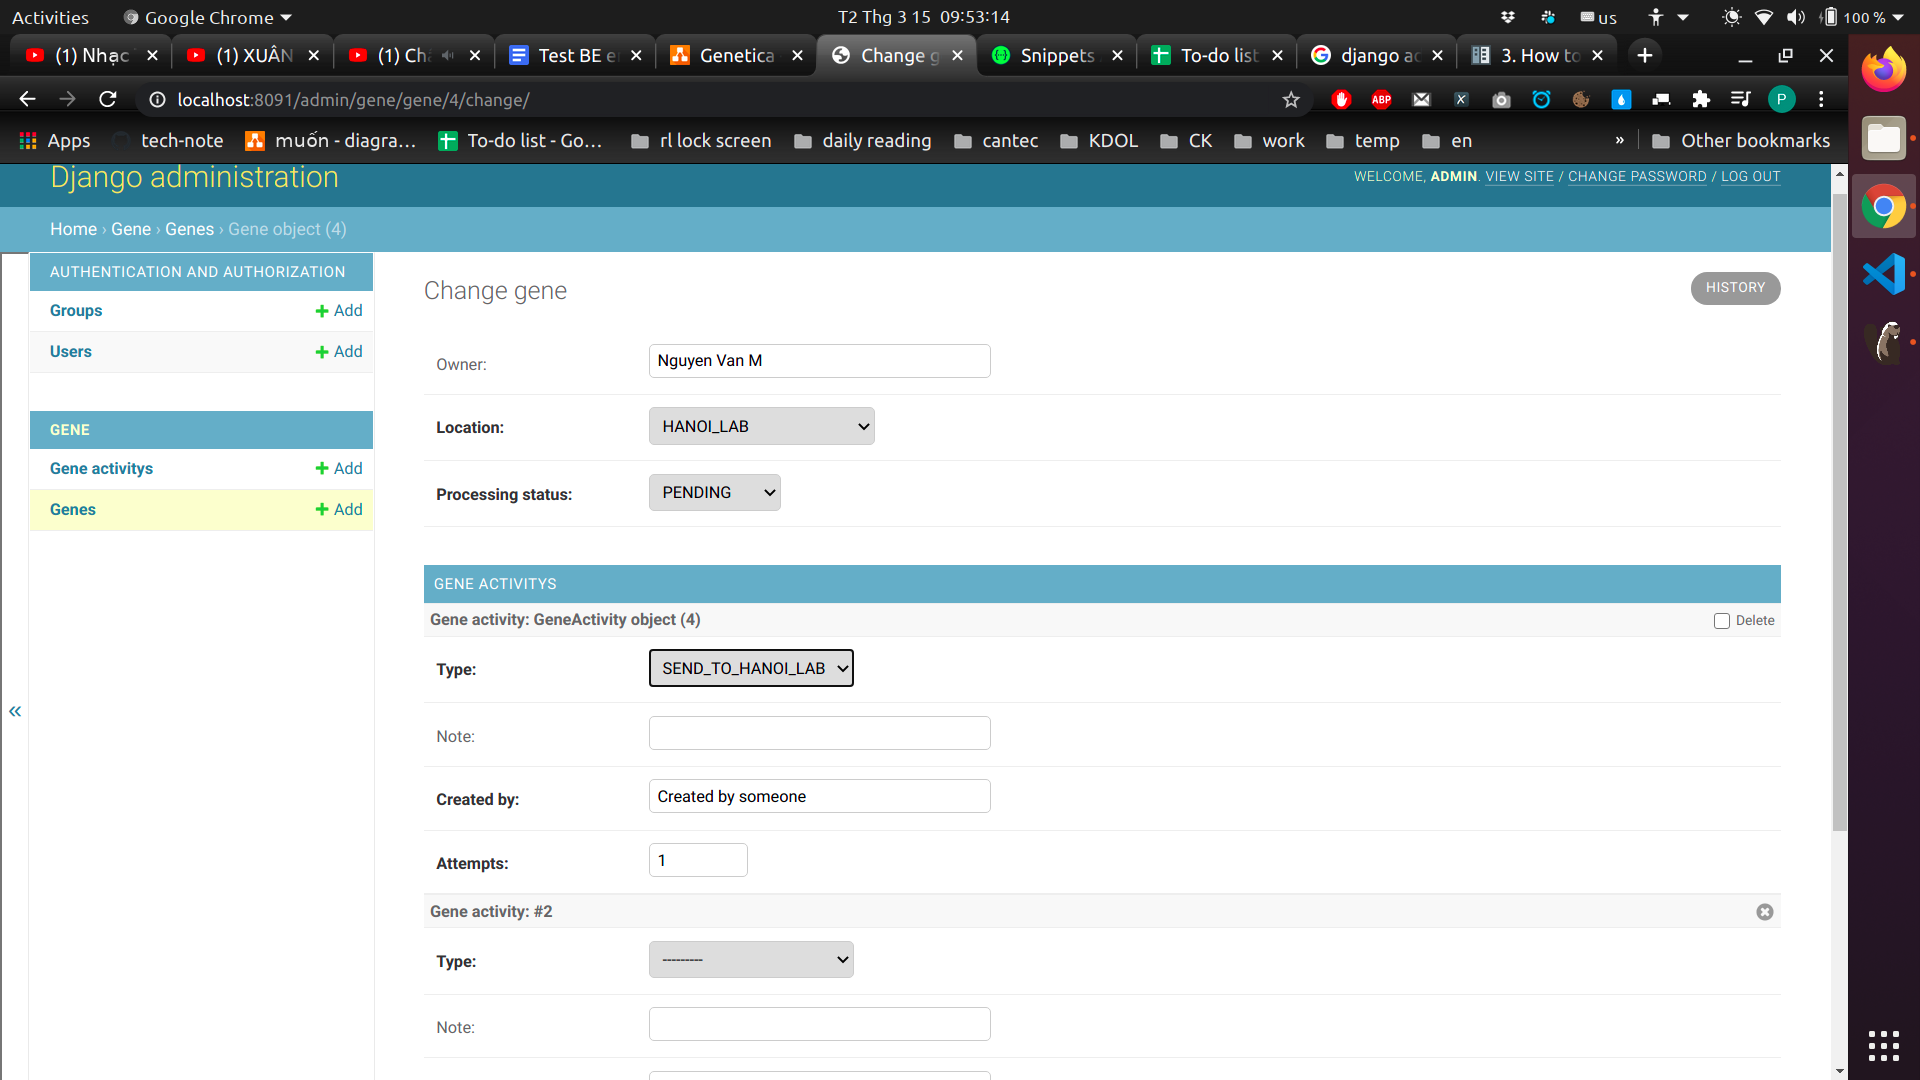 Activities
Google Chrome
T2 Thg 3 15 09:53:14
us
100 %
(1) Nhạc
(1) XUÂN
(1) Ch
Test BE e
Genetica
Change g
Snippets
To-do list
django ad
3. How to
localhost:8091/admin/gene/gene/4/change/
ABP
P
Apps
tech-note
muốn - diagra...
To-do list - Go...
rl lock screen
daily reading
cantec
KDOL
CK
work
temp
en
»
Other bookmarks
Django administration
WELCOME, ADMIN. VIEW SITE / CHANGE PASSWORD / LOG OUT
Home › Gene › Genes › Gene object (4)
AUTHENTICATION AND AUTHORIZATION
Groups
Add
Users
Add
GENE
Gene activitys
Add
Genes
Add
«
Change gene
HISTORY
Owner:
Nguyen Van M
Location:
HANOI_LAB
Processing status:
PENDING
GENE ACTIVITYS
Gene activity: GeneActivity object (4)
Delete
Type:
SEND_TO_HANOI_LAB
Note:
Created by:
Created by someone
Attempts:
1
Gene activity: #2
Type:
---------
Note: